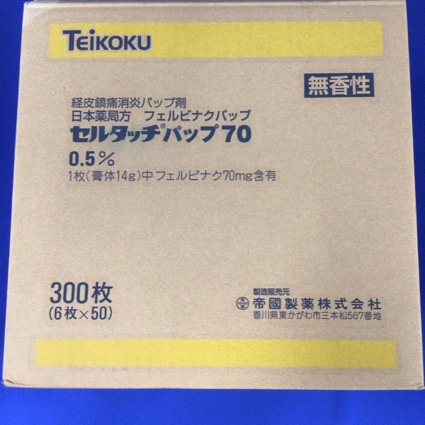 TEIKOKU
無香性
経皮鎮痛消炎パップ剤
日本薬局方 フェルビナクパップ
セルタッチ®パップ70
0.5%
1枚(膏体14g)中フェルビナク70mg含有
300枚
(6枚×50)
製造販売元
帝國製薬株式会社
香川県東かがわ市三本松567番地